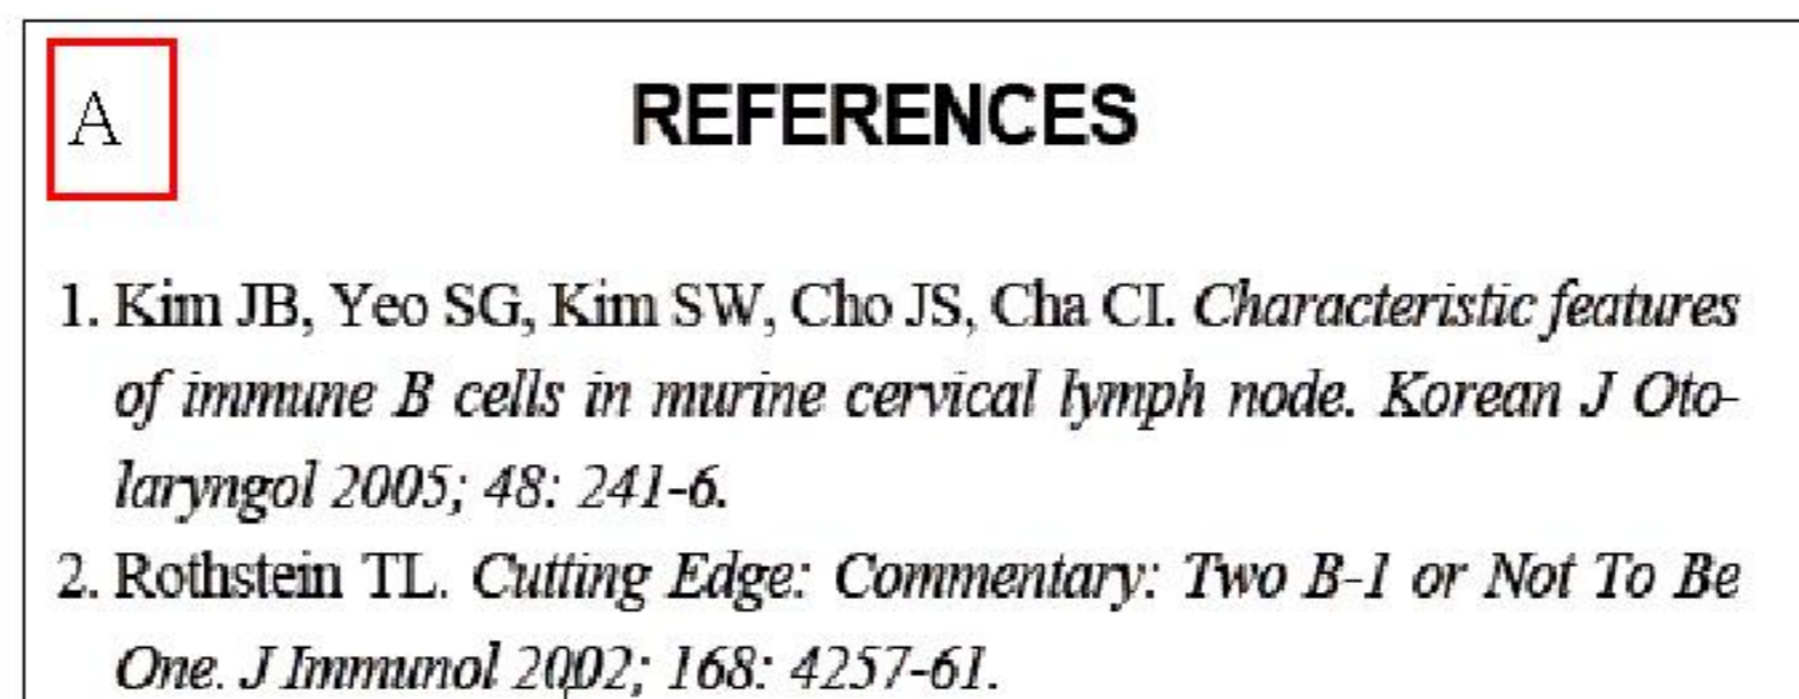 A
REFERENCES
1. Kim JB, Yeo SG, Kim SW, Cho JS, Cha CI. Characteristic features
of immune B cells in murine cervical lymph node. Korean J Oto-
laryngol 2005; 48: 241-6.
2. Rothstein TL. Cutting Edge: Commentary: Two B-1 or Not To Be
One. J Immunol 2002; 168: 4257-61.